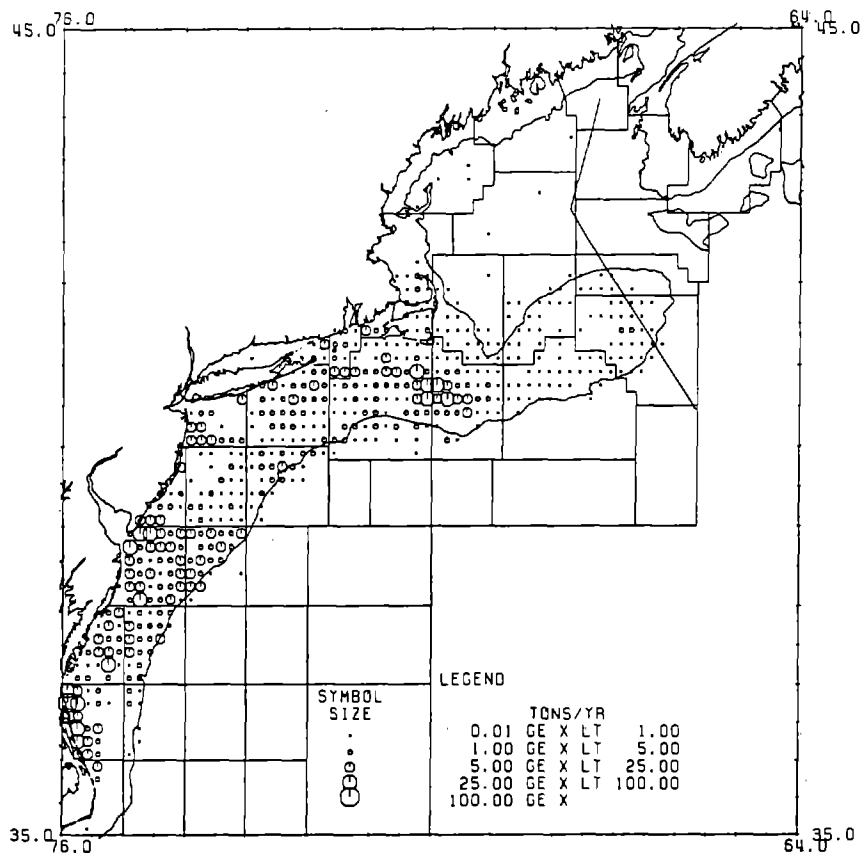 76.0 64.0
45.0 45.0
LEGEND
SYMBOL
SIZE
TONS/YR
0.01 GE X LT 1.00
1.00 GE X LT 5.00
5.00 GE X LT 25.00
25.00 GE X LT 100.00
100.00 GE X
35.0 35.0
76.0 64.0